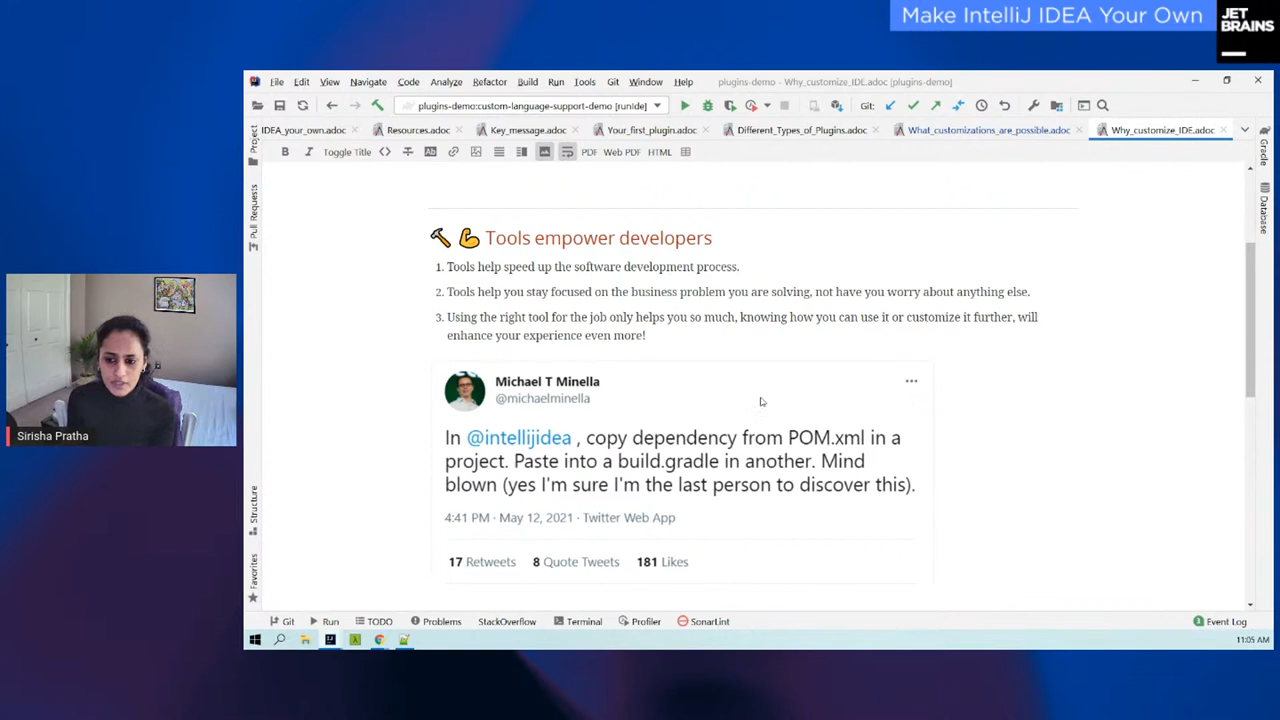 Make IntelliJ IDEA Your Own
JET
BRAINS
File Edit View Navigate Code Analyze Refactor Build Run Tools Git Window Help plugins-demo - Why_customize_IDE.adoc [plugins-demo]
plugins-demo:custom-language-support-demo [runIde] Git:
IDEA_your_own.adoc Resources.adoc Key_message.adoc Your_first_plugin.adoc Different_Types_of_Plugins.adoc What_customizations_are_possible.adoc Why_customize_IDE.adoc
B I Toggle Title PDF Web PDF HTML
Project
Pull Requests
Structure
Favorites
Gradle
Database
Tools empower developers
1. Tools help speed up the software development process.
2. Tools help you stay focused on the business problem you are solving, not have you worry about anything else.
3. Using the right tool for the job only helps you so much, knowing how you can use it or customize it further, will
enhance your experience even more!
Michael T Minella
@michaelminella
In @intellijidea , copy dependency from POM.xml in a
project. Paste into a build.gradle in another. Mind
blown (yes I'm sure I'm the last person to discover this).
4:41 PM · May 12, 2021 · Twitter Web App
17 Retweets 8 Quote Tweets 181 Likes
Sirisha Pratha
Git Run TODO Problems StackOverflow Terminal Profiler SonarLint Event Log
11:05 AM